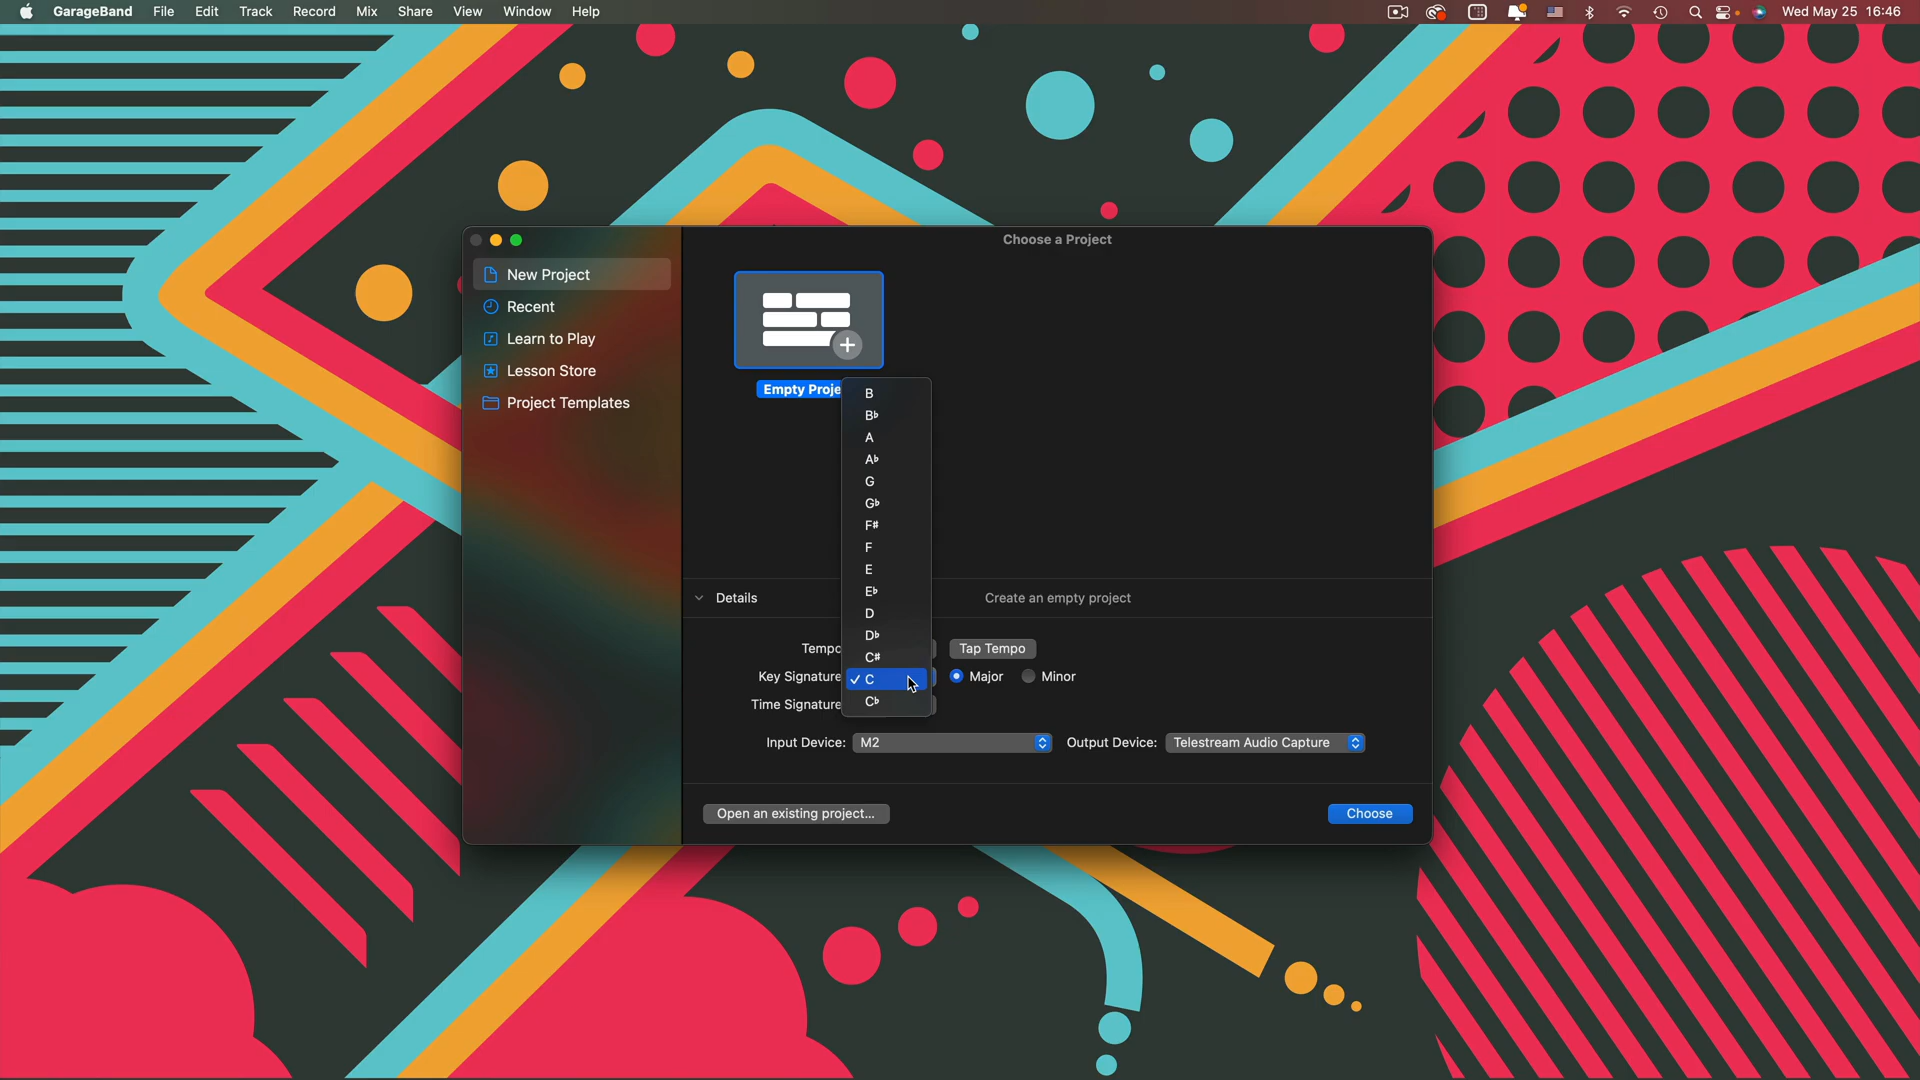 GarageBand File Edit Track Record Mix Share View Window Help
Wed May 25 16:46
Choose a Project
New Project
Recent
Learn to Play
Lesson Store
Project Templates
Empty Proje
B
B♭
A
A♭
G
G♭
F#
F
E
E♭
D
D♭
C#
✓ C
C♭
Details
Create an empty project
Tempo
Tap Tempo
Key Signature
Major Minor
Time Signature
Input Device: M2 Output Device: Telestream Audio Capture
Open an existing project...
Choose